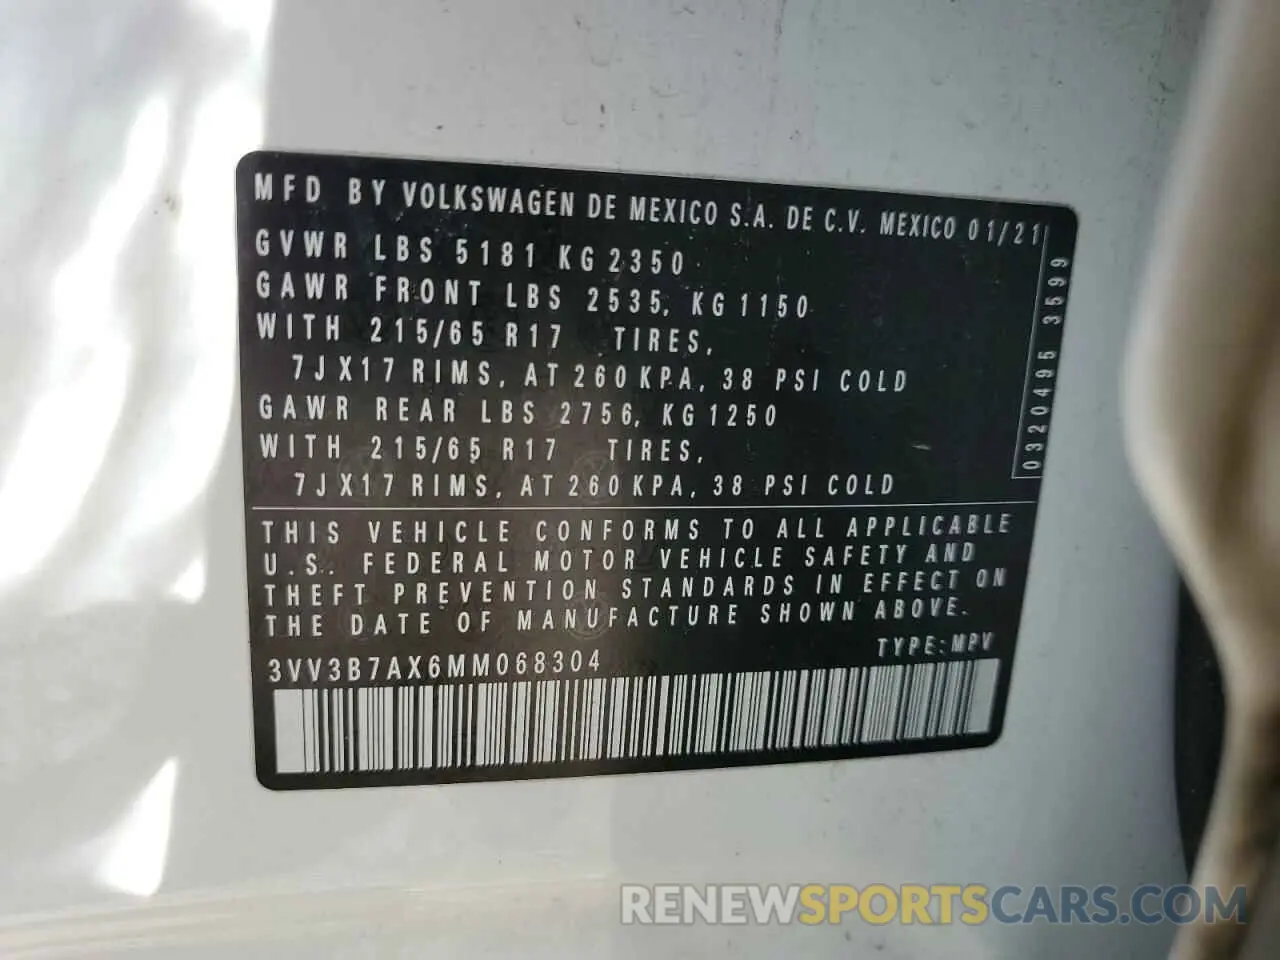 MFD BY VOLKSWAGEN DE MEXICO S.A. DE C.V. MEXICO 01/21
GVWR LBS 5181 KG 2350
GAWR FRONT LBS 2535, KG 1150
WITH 215/65 R17 TIRES,
7JX17 RIMS, AT 260 KPA, 38 PSI COLD
GAWR REAR LBS 2756, KG 1250
WITH 215/65 R17 TIRES,
7JX17 RIMS, AT 260 KPA, 38 PSI COLD
0320495 3599
THIS VEHICLE CONFORMS TO ALL APPLICABLE
U.S. FEDERAL MOTOR VEHICLE SAFETY AND
THEFT PREVENTION STANDARDS IN EFFECT ON
THE DATE OF MANUFACTURE SHOWN ABOVE.
TYPE: MPV
3VV3B7AX6MM068304
RENEWSPORTSCARS.COM